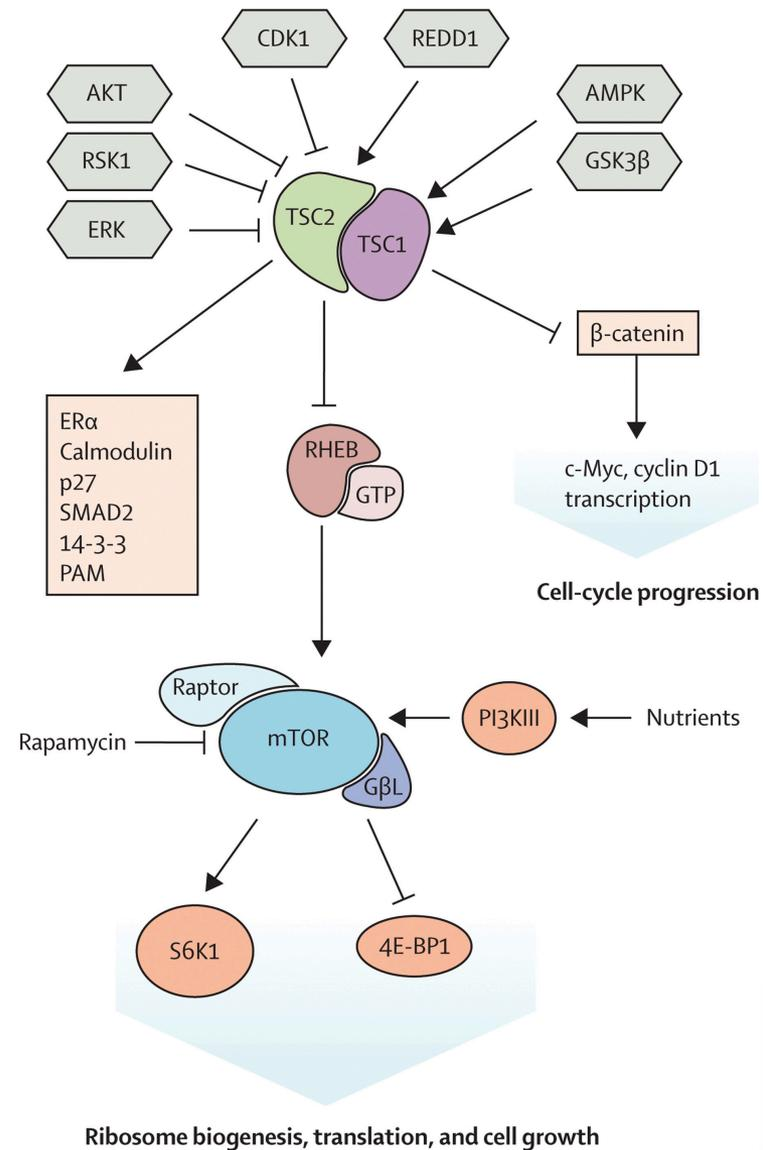 CDK1
REDD1
AKT
AMPK
RSK1
GSK3β
ERK
TSC2
TSC1
β-catenin
ERα
Calmodulin
p27
SMAD2
14-3-3
PAM
RHEB
GTP
c-Myc, cyclin D1
transcription
Cell-cycle progression
Raptor
mTOR
GβL
PI3KIII
Nutrients
Rapamycin
S6K1
4E-BP1
Ribosome biogenesis, translation, and cell growth